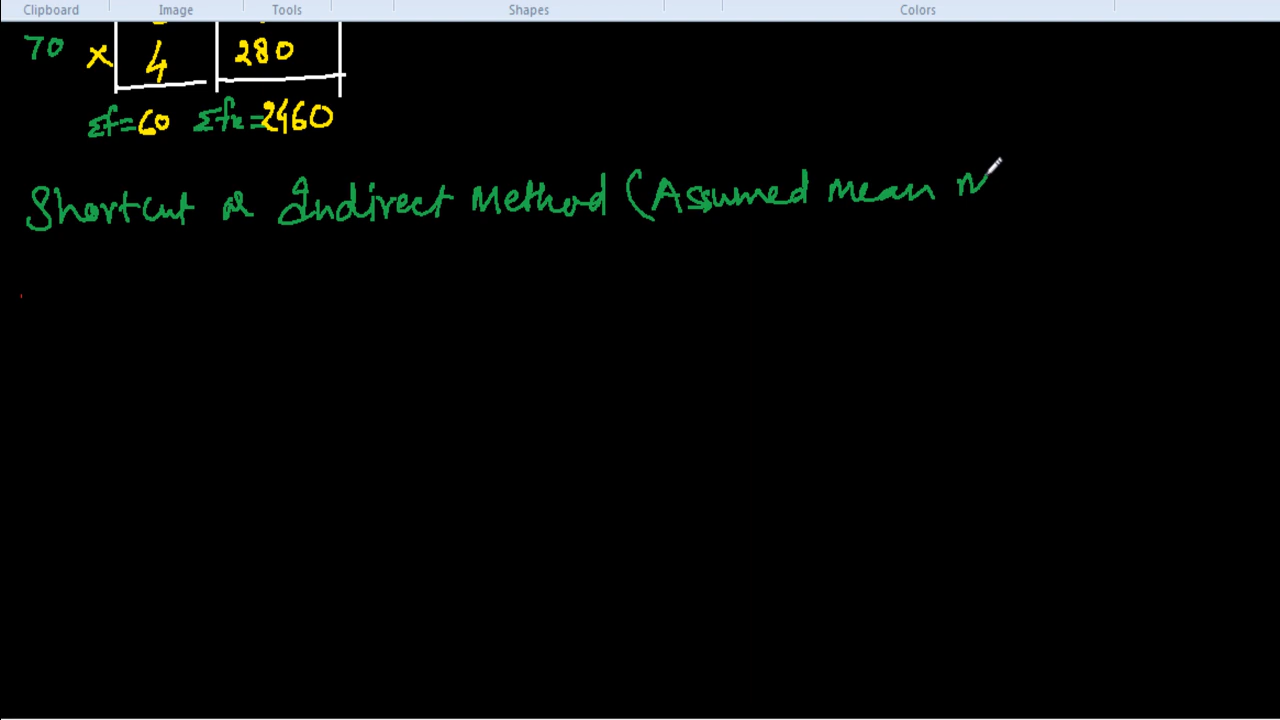 Clipboard Image Tools Shapes Colors
70 × 4 280
Σf=60 Σfx=2460
Shortcut or Indirect Method (Assumed Mean M